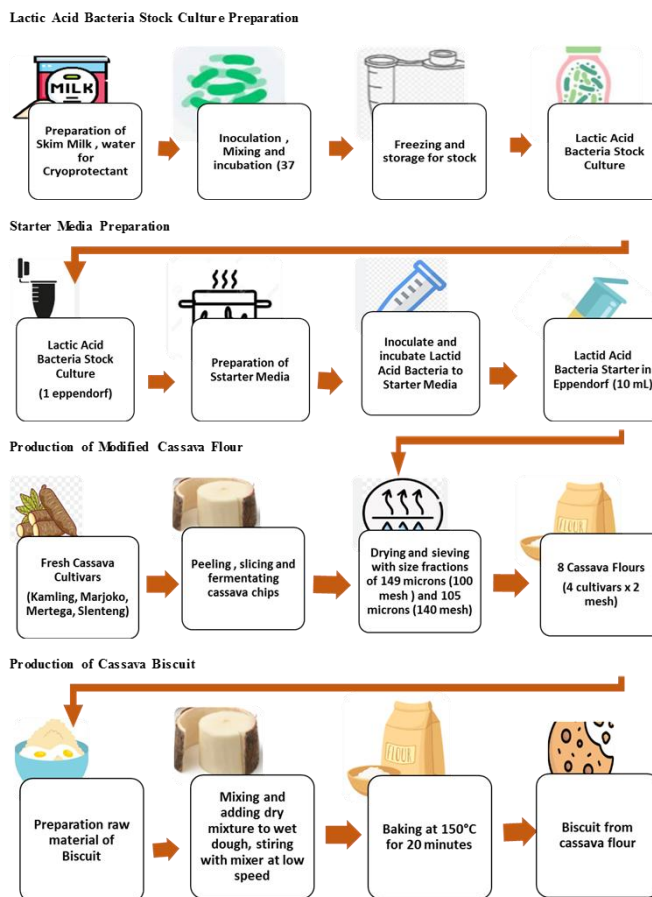 Lactic Acid Bacteria Stock Culture Preparation
MILK
Preparation of
Skim Milk , water
for
Cryoprotectant
Inoculation ,
Mixing and
incubation (37
Freezing and
storage for stock
Lactic Acid
Bacteria Stock
Culture
Starter Media Preparation
Lactic Acid
Bacteria Stock
Culture
(1 eppendorf)
Preparation of
Sstarter Media
Inoculate and
incubate Lactid
Acid Bacteria to
Starter Media
Lactid Acid
Bacteria Starter in
Eppendorf (10 mL)
Production of Modified Cassava Flour
Fresh Cassava
Cultivars
(Kamling, Marjoko,
Mertega, Slenteng)
Peeling , slicing and
fermentating
cassava chips
Drying and sieving
with size fractions
of 149 microns (100
mesh ) and 105
microns (140 mesh)
8 Cassava Flours
(4 cultivars x 2
mesh)
Production of Cassava Biscuit
Preparation raw
material of
Biscuit
Mixing and
adding dry
mixture to wet
dough, stiring
with mixer at low
speed
FLOUR
Baking at 150°C
for 20 minutes
Biscuit from
cassava flour